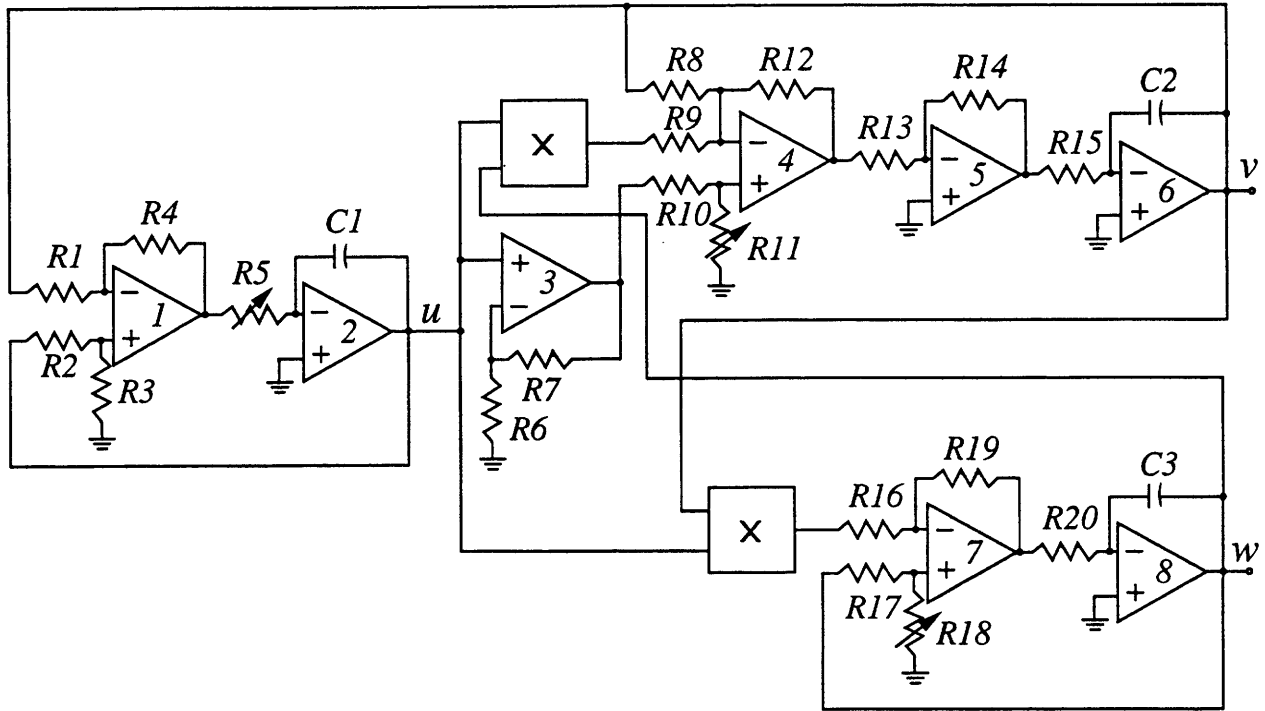 R8
R12
R14
C2
X
R9
−
4
+
R13
−
5
+
R15
−
6
+
v
R10
R11
R4
C1
R1
−
1
+
R5
−
2
+
u
+
3
−
R2
R3
R7
R6
R19
C3
X
R16
−
7
+
R20
−
8
+
w
R17
R18